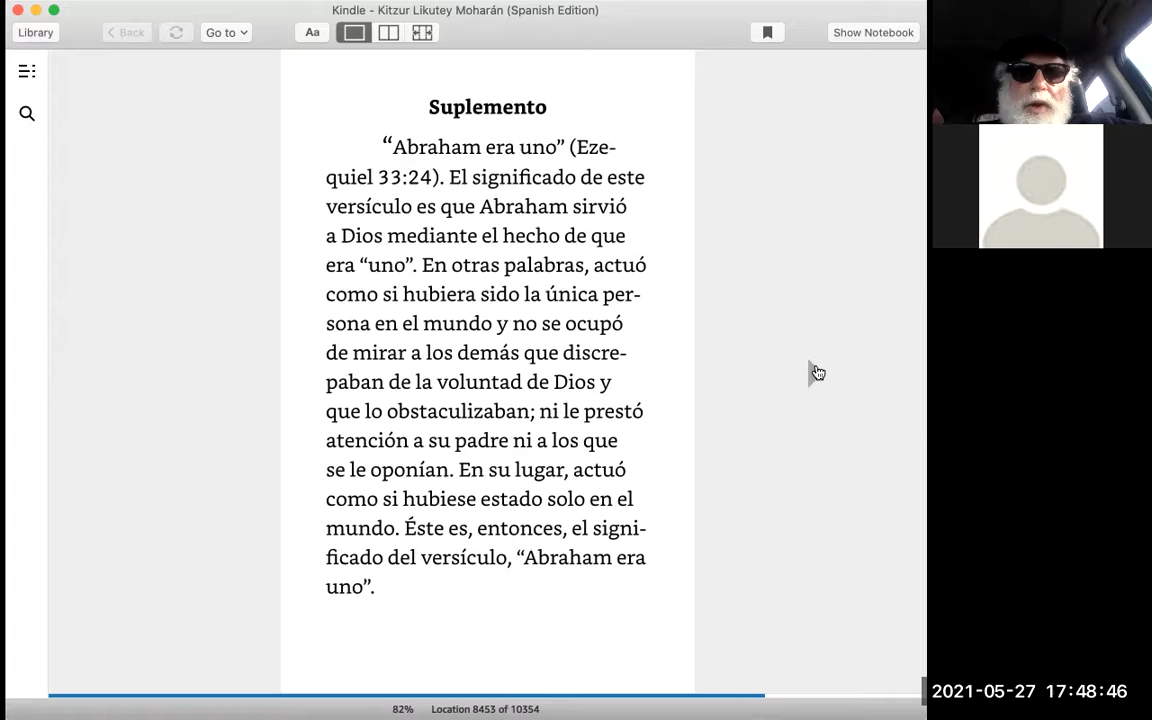 Kindle - Kitzur Likutey Moharán (Spanish Edition)
Library
Back
Go to
Aa
Show Notebook
Suplemento
“Abraham era uno” (Eze-
quiel 33:24). El significado de este
versículo es que Abraham sirvió
a Dios mediante el hecho de que
era “uno”. En otras palabras, actuó
como si hubiera sido la única per-
sona en el mundo y no se ocupó
de mirar a los demás que discre-
paban de la voluntad de Dios y
que lo obstaculizaban; ni le prestó
atención a su padre ni a los que
se le oponían. En su lugar, actuó
como si hubiese estado solo en el
mundo. Éste es, entonces, el signi-
ficado del versículo, “Abraham era
uno”.
82% Location 8453 of 10354
2021-05-27 17:48:46